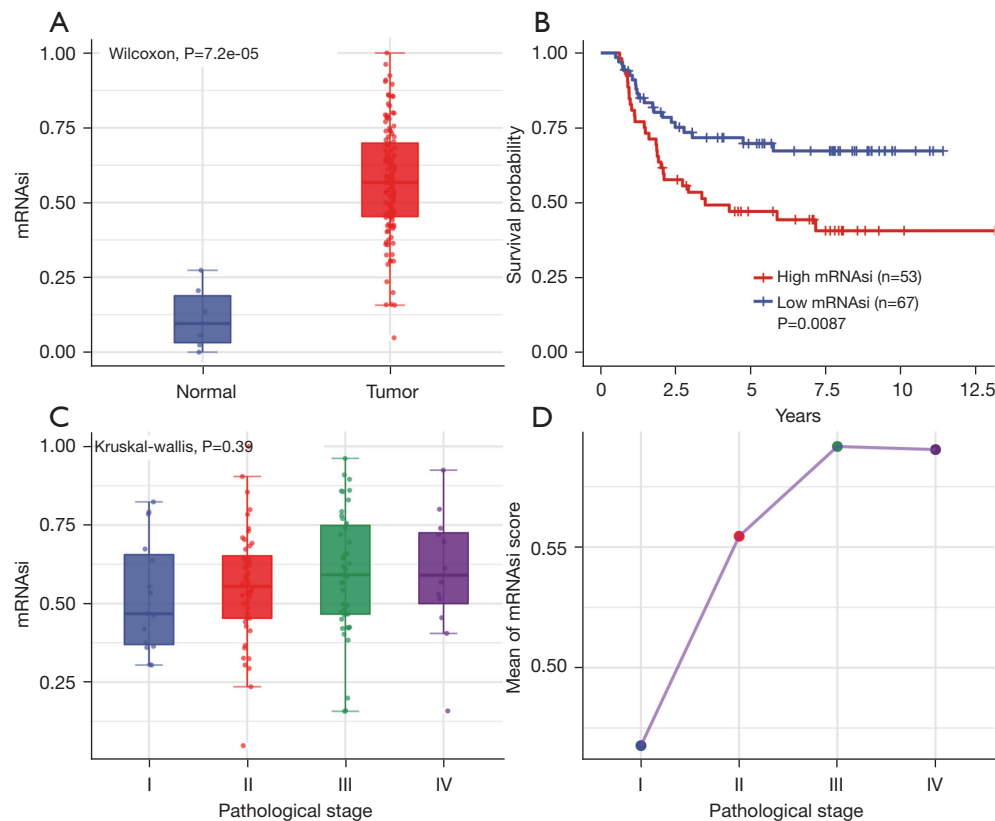 A
Wilcoxon, P=7.2e-05
mRNAsi
1.00
0.75
0.50
0.25
0.00
Normal
Tumor
B
Survival probability
1.00
0.75
0.50
0.25
0.00
High mRNAsi (n=53)
Low mRNAsi (n=67)
P=0.0087
0
2.5
5
7.5
10
12.5
Years
C
Kruskal-wallis, P=0.39
mRNAsi
1.00
0.75
0.50
0.25
I
II
III
IV
Pathological stage
D
Mean of mRNAsi score
0.55
0.50
I
II
III
IV
Pathological stage